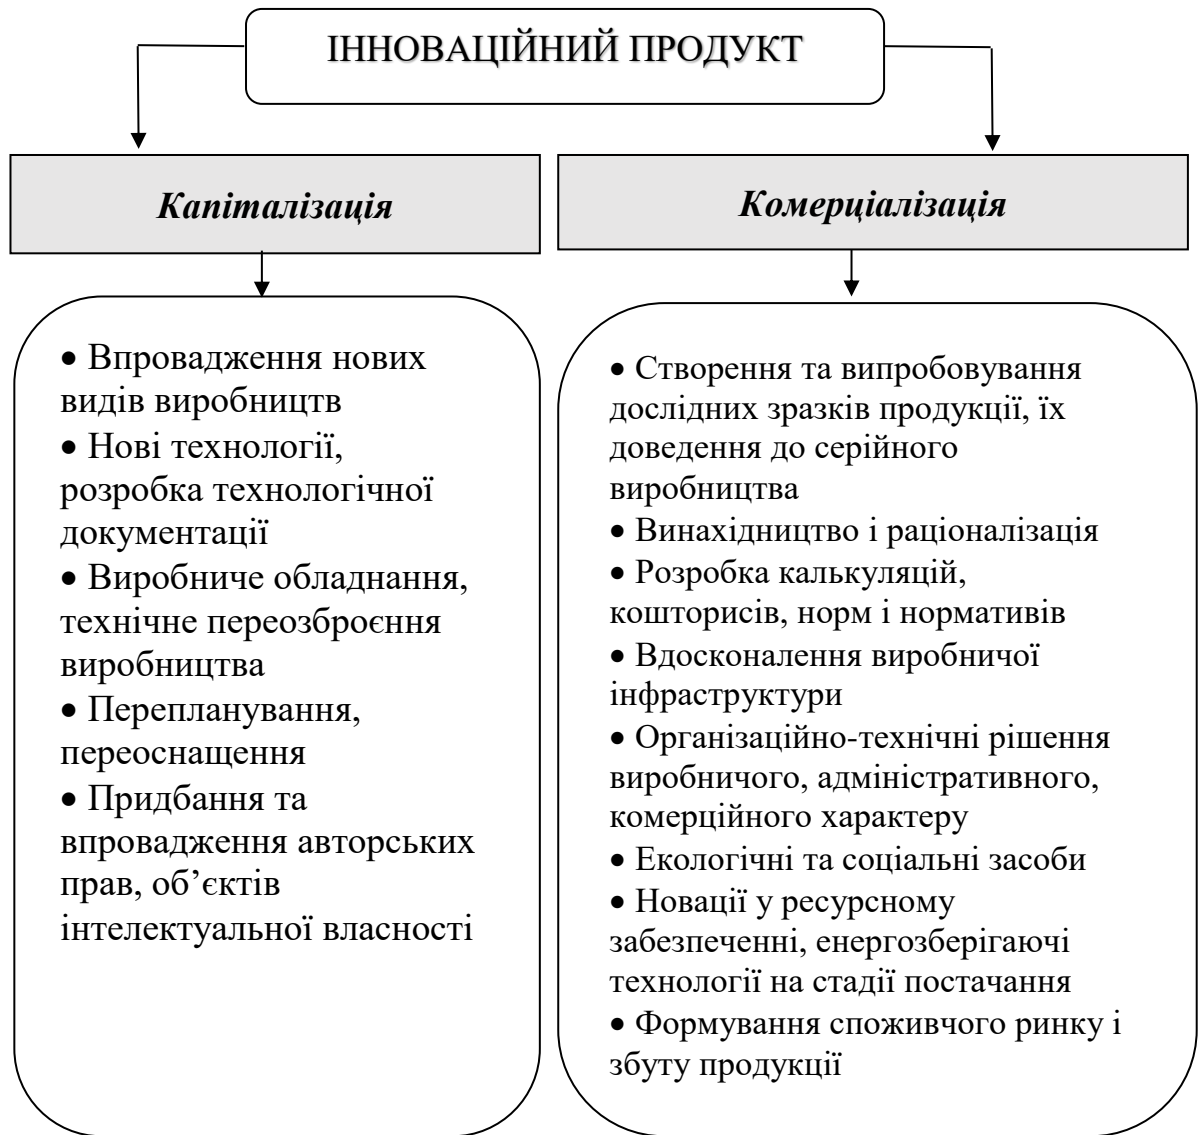 ІННОВАЦІЙНИЙ ПРОДУКТ
Капіталізація
• Впровадження нових
видів виробництв
• Нові технології,
розробка технологічної
документації
• Виробниче обладнання,
технічне переозброєння
виробництва
• Перепланування,
переоснащення
• Придбання та
впровадження авторських
прав, об’єктів
інтелектуальної власності
Комерціалізація
• Створення та випробовування
дослідних зразків продукції, їх
доведення до серійного
виробництва
• Винахідництво і раціоналізація
• Розробка калькуляцій,
кошторисів, норм і нормативів
• Вдосконалення виробничої
інфраструктури
• Організаційно-технічні рішення
виробничого, адміністративного,
комерційного характеру
• Екологічні та соціальні засоби
• Новації у ресурсному
забезпеченні, енергозберігаючі
технології на стадії постачання
• Формування споживчого ринку і
збуту продукції